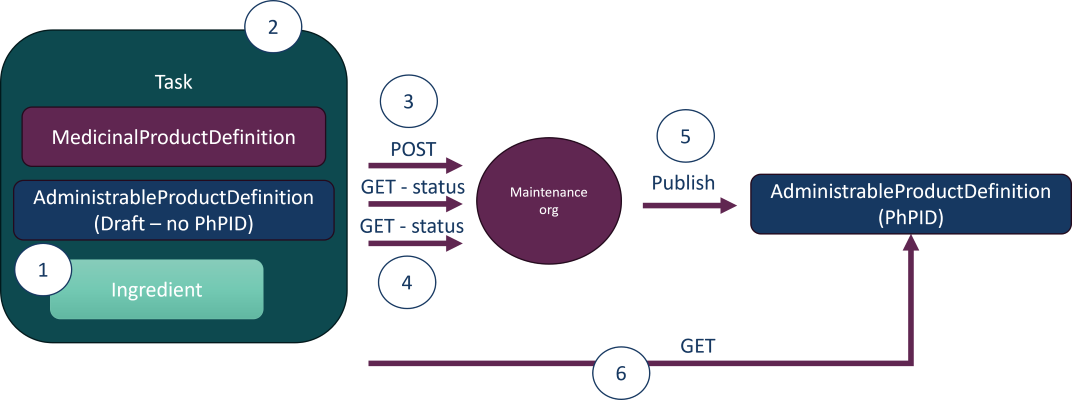 2
Task
MedicinalProductDefinition
AdministrableProductDefinition
(Draft – no PhPID)
1
Ingredient
3
POST
GET - status
GET - status
4
Maintenance
org
5
Publish
AdministrableProductDefinition
(PhPID)
GET
6